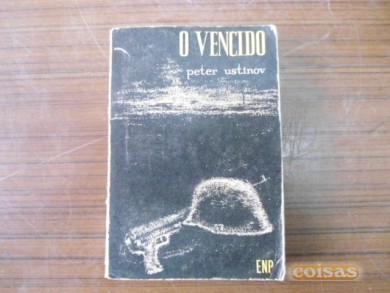 O VENCIDO
peter ustinov
ENP
coisas